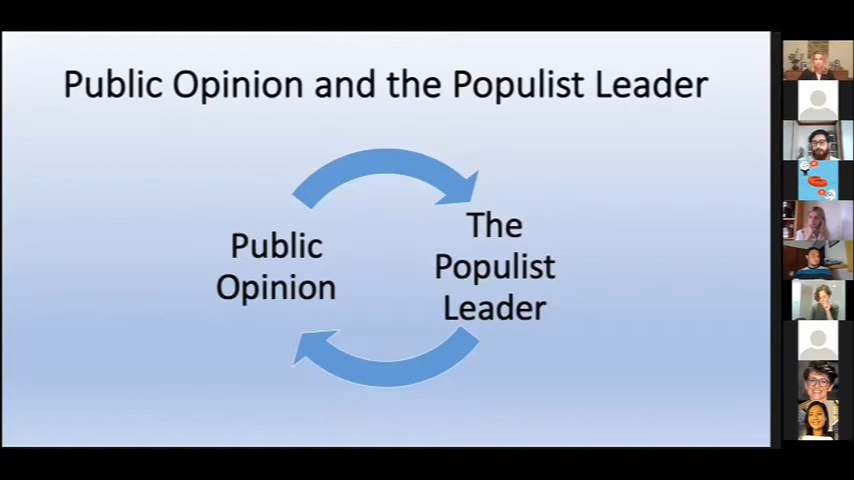 Public Opinion and the Populist Leader
Public
Opinion
The
Populist
Leader